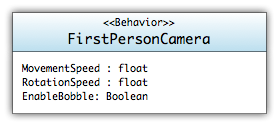 <<Behavior>>
FirstPersonCamera
MovementSpeed : float
RotationSpeed : float
EnableBobble: Boolean